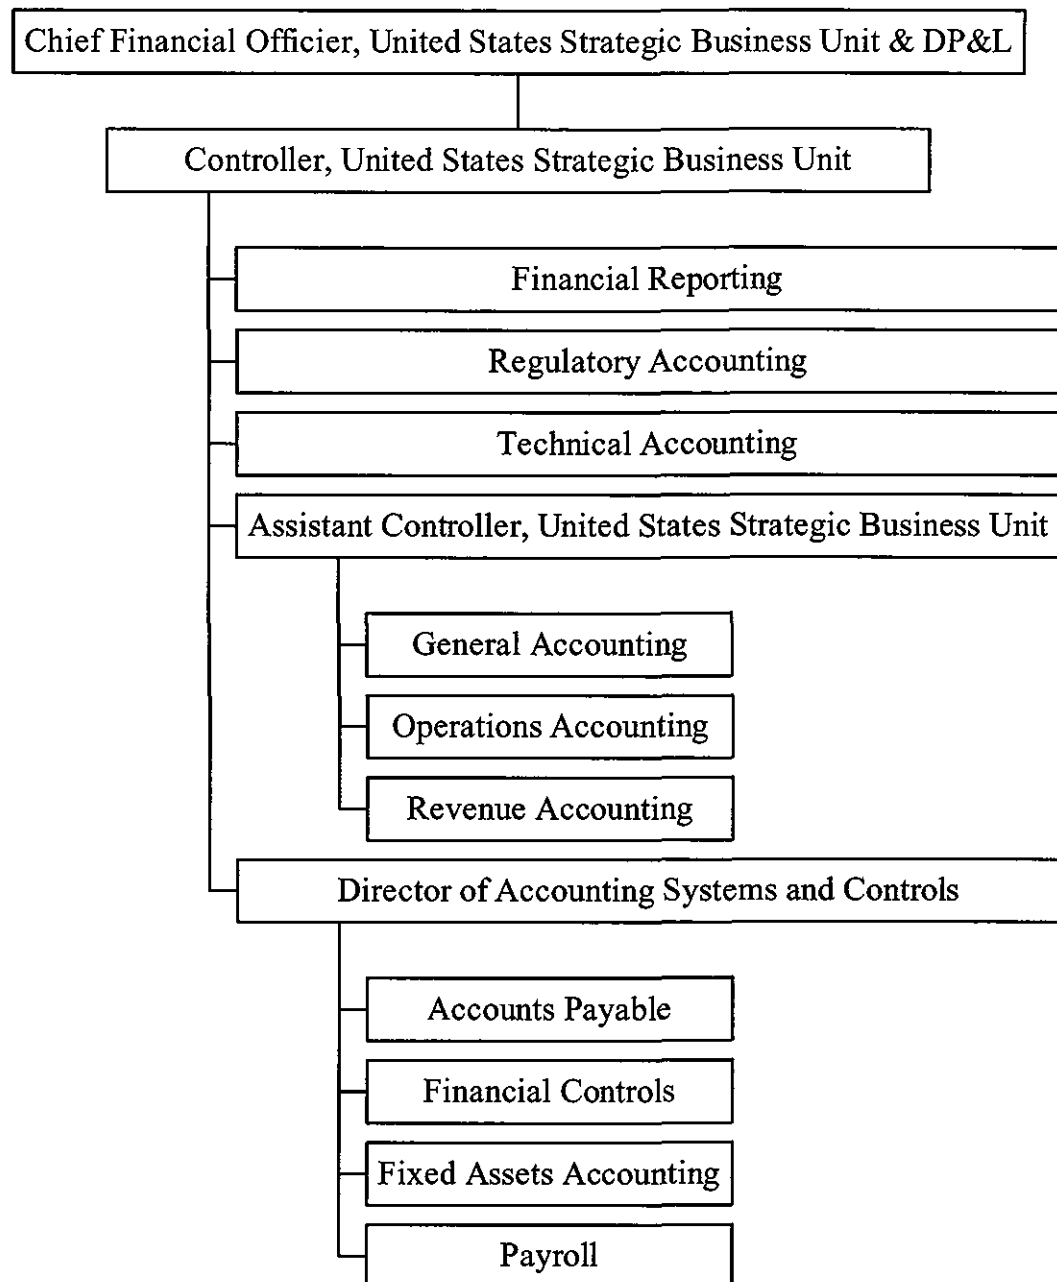 Chief Financial Officier, United States Strategic Business Unit & DP&L
Controller, United States Strategic Business Unit
Financial Reporting
Regulatory Accounting
Technical Accounting
Assistant Controller, United States Strategic Business Unit
General Accounting
Operations Accounting
Revenue Accounting
Director of Accounting Systems and Controls
Accounts Payable
Financial Controls
Fixed Assets Accounting
Payroll